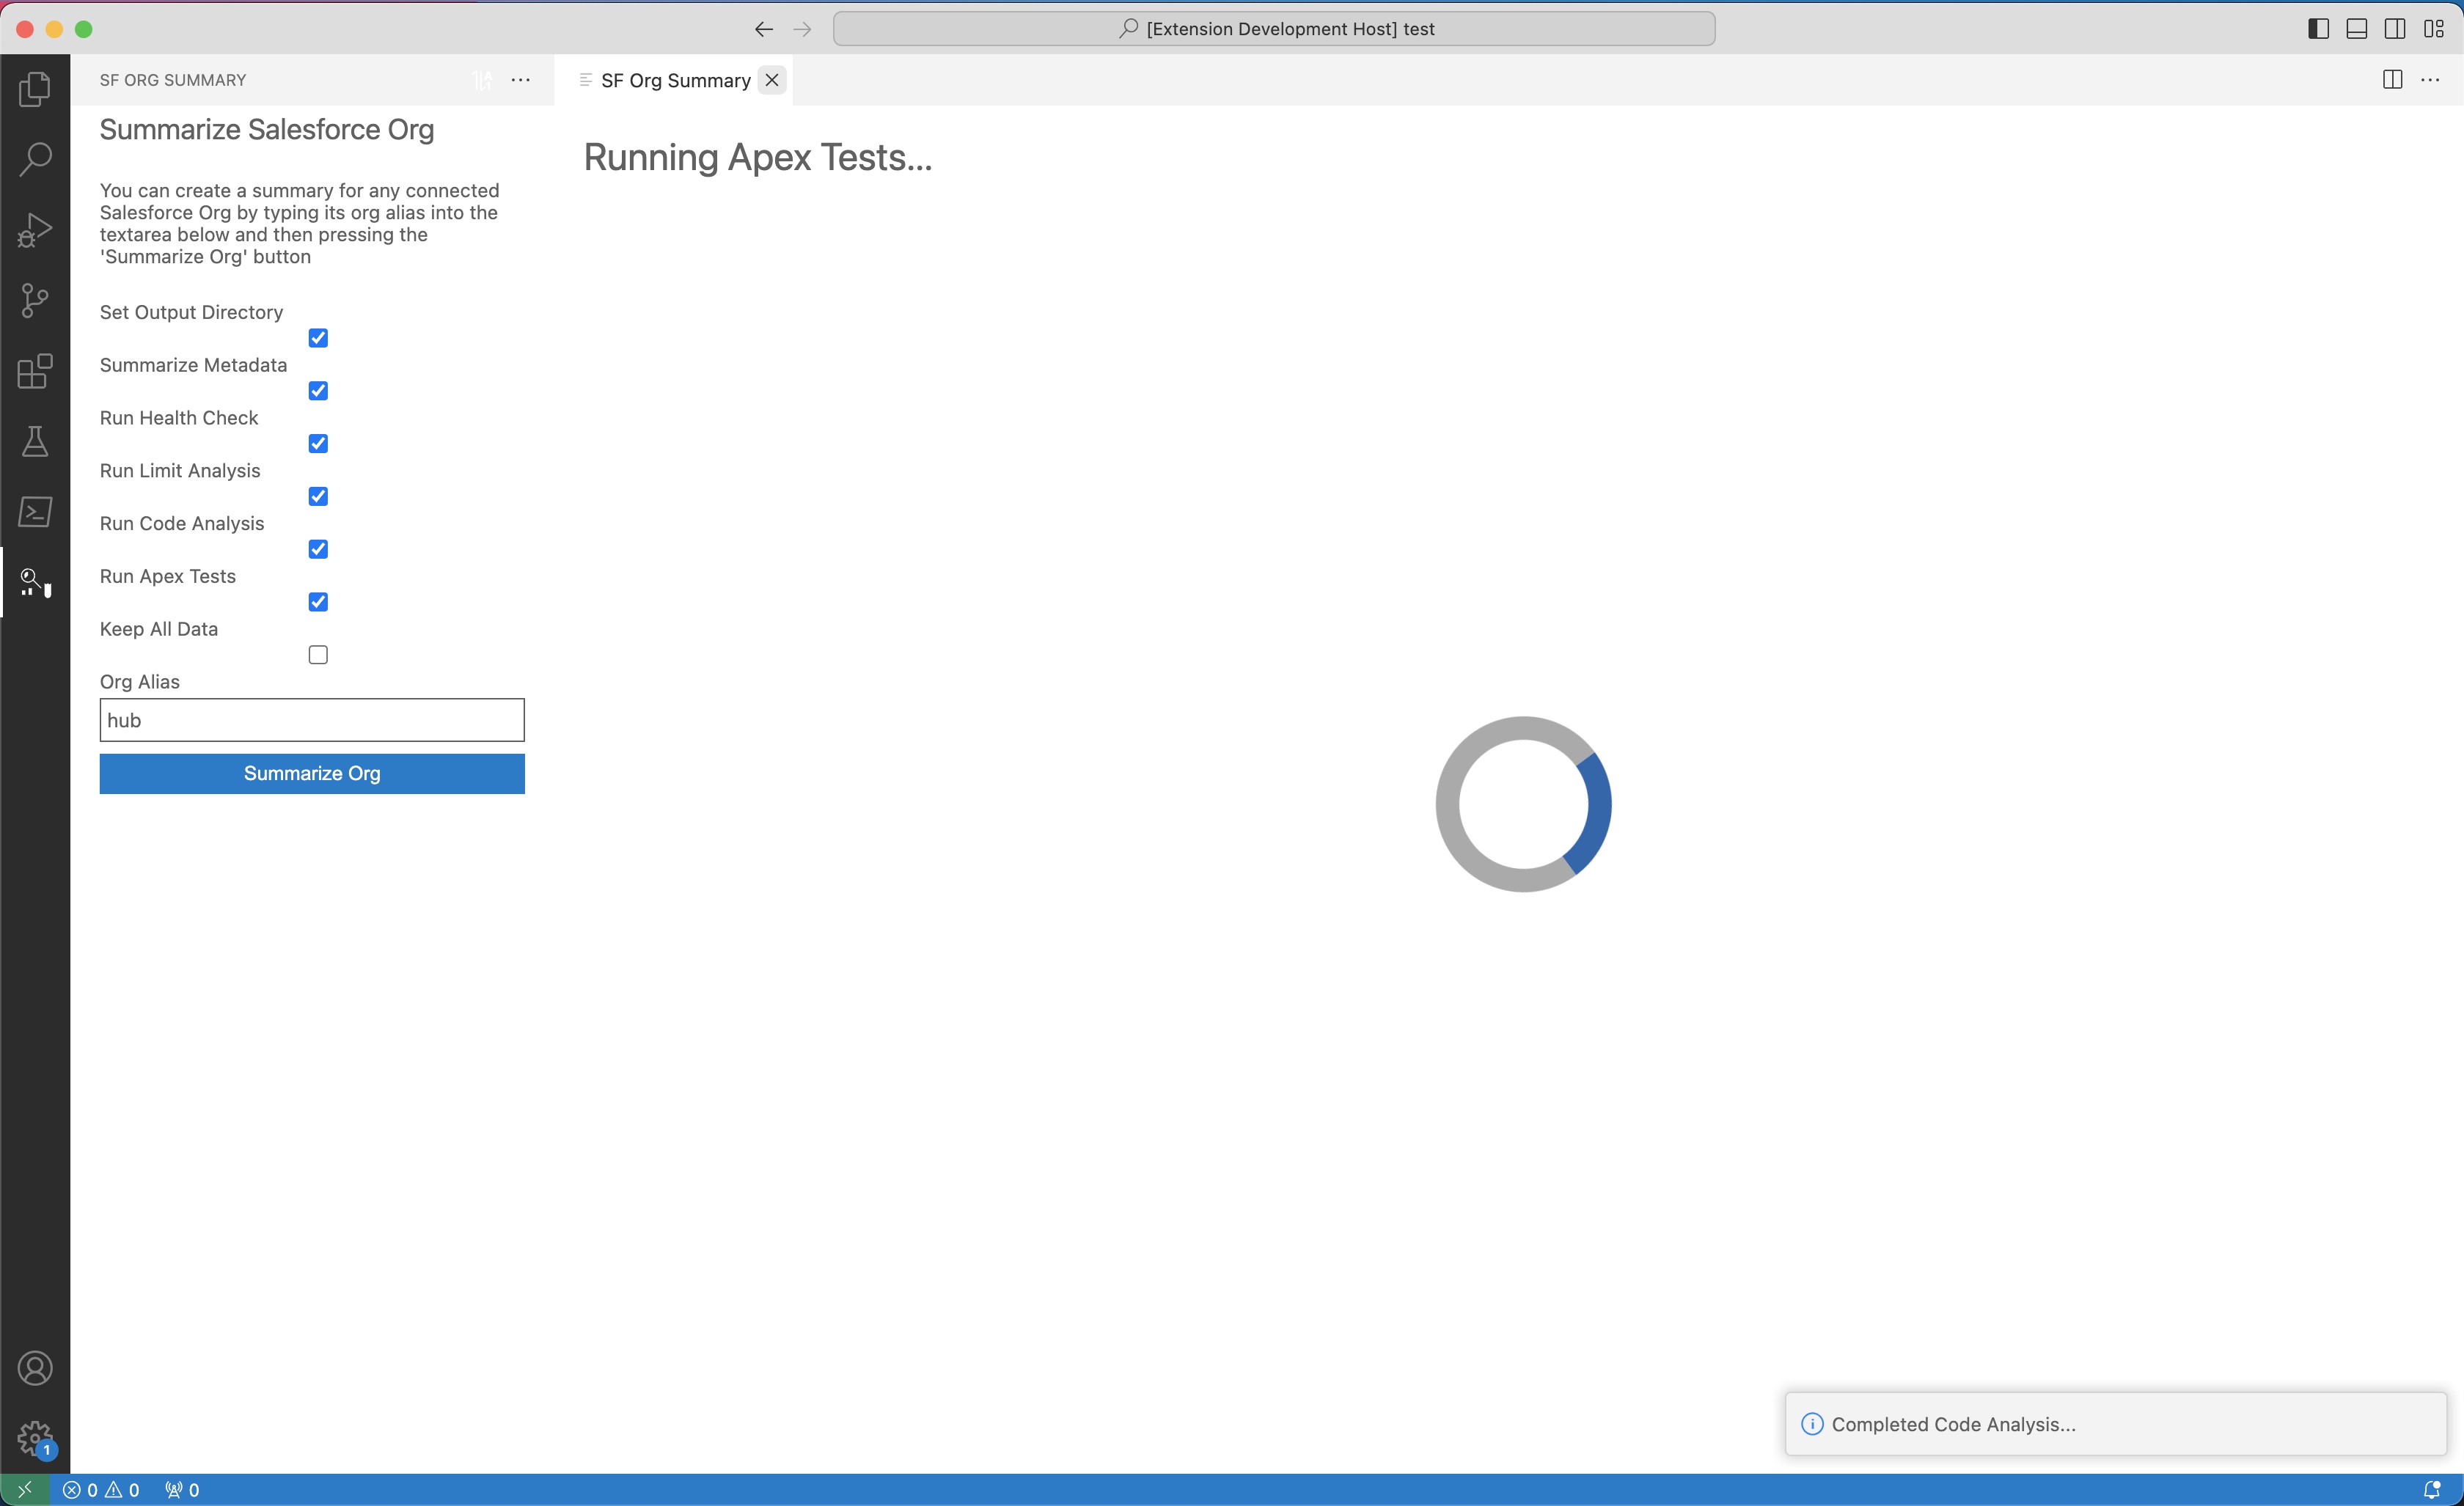 [Extension Development Host] test
SF ORG SUMMARY
SF Org Summary
Summarize Salesforce Org
You can create a summary for any connected
Salesforce Org by typing its org alias into the
textarea below and then pressing the
'Summarize Org' button
Set Output Directory
Summarize Metadata
Run Health Check
Run Limit Analysis
Run Code Analysis
Run Apex Tests
Keep All Data
Org Alias
hub
Summarize Org
Running Apex Tests...
Completed Code Analysis...
1
0 0 0